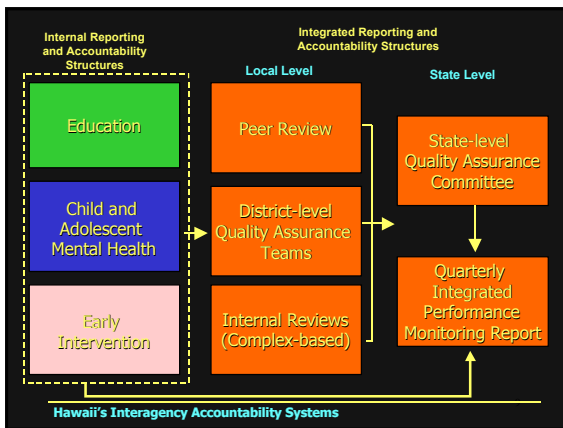 Internal Reporting
and Accountability
Structures
Integrated Reporting and
Accountability Structures
Local Level
State Level
Education
Child and
Adolescent
Mental Health
Early
Intervention
Peer Review
District-level
Quality Assurance
Teams
Internal Reviews
(Complex-based)
State-level
Quality Assurance
Committee
Quarterly
Integrated
Performance
Monitoring Report
Hawaii's Interagency Accountability Systems